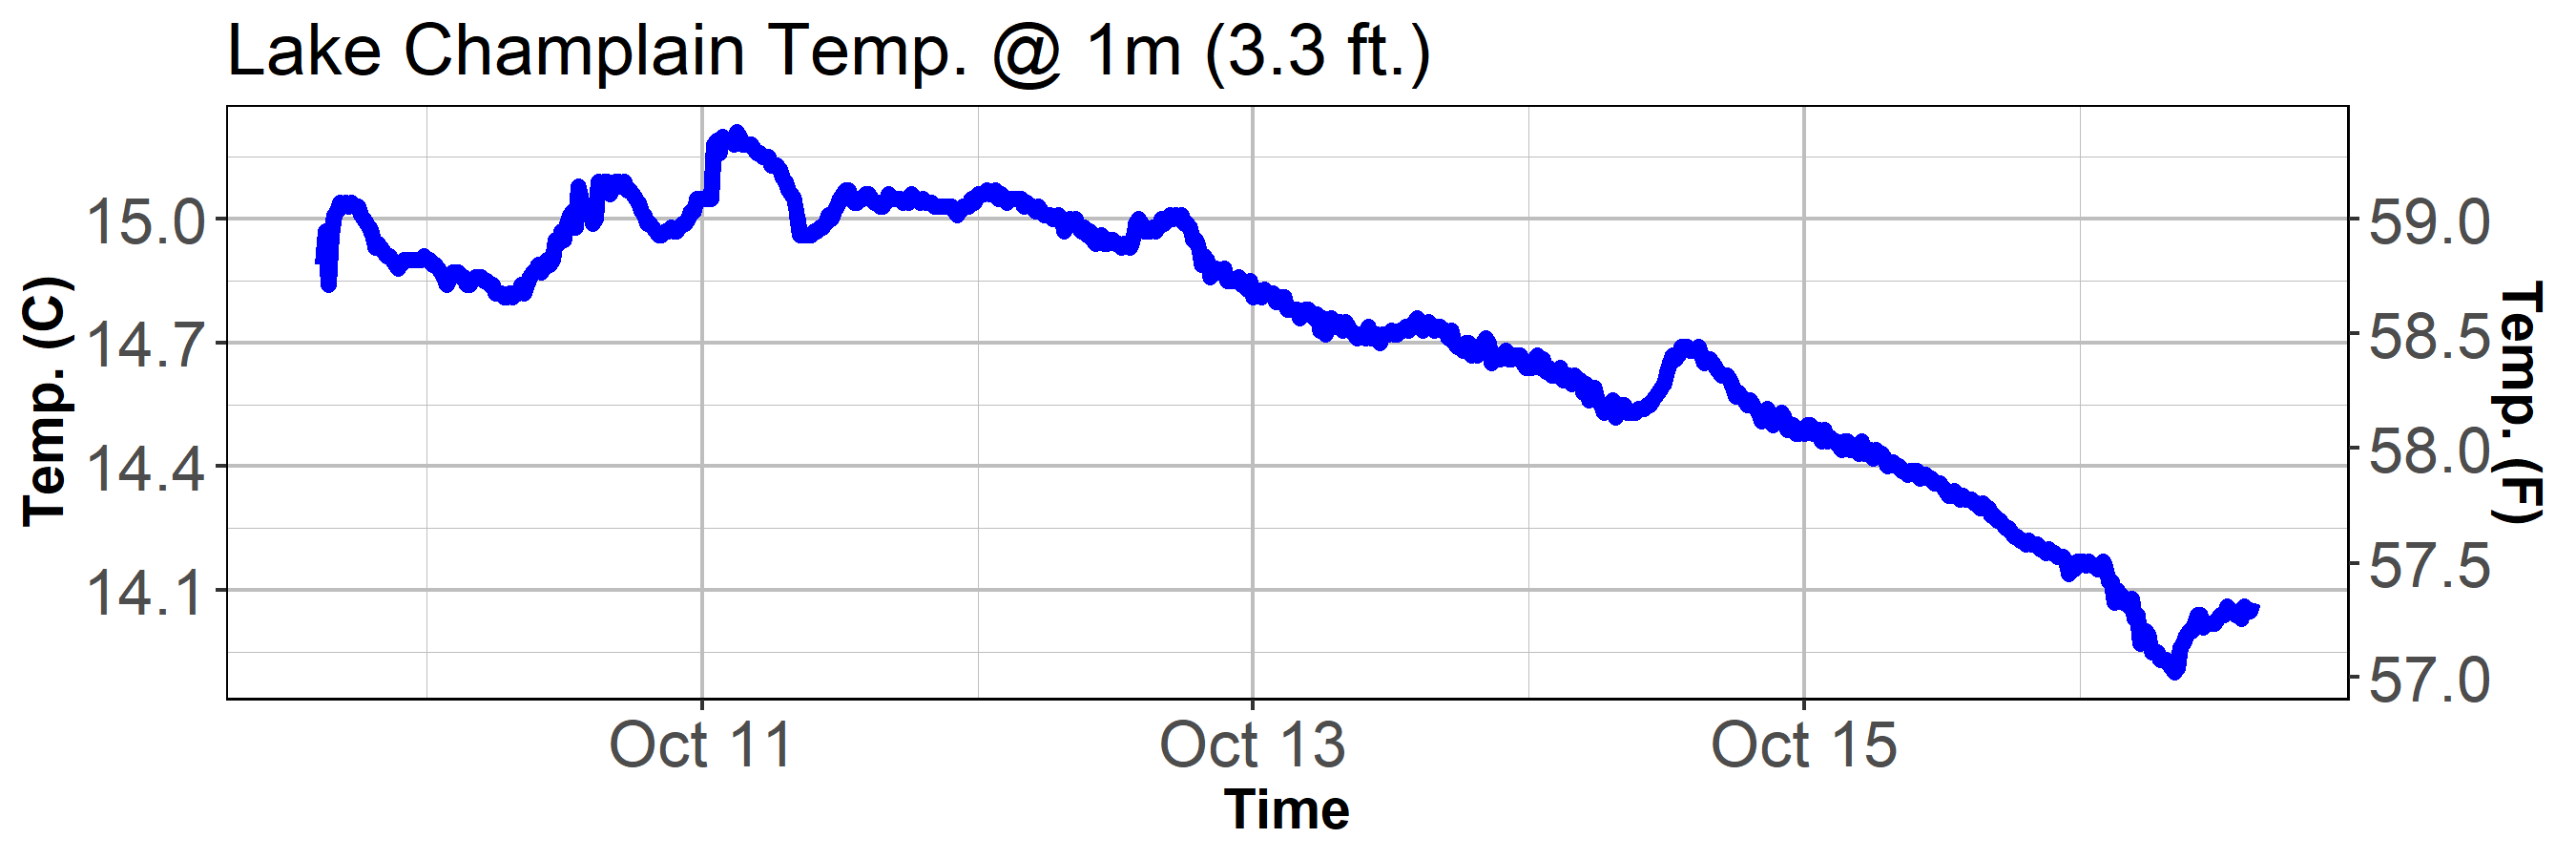 Lake Champlain Temp. @ 1m (3.3 ft.)
Temp. (C)
15.0
14.7
14.4
14.1
59.0
58.5
58.0
57.5
57.0
Temp. (F)
Oct 11
Oct 13
Oct 15
Time